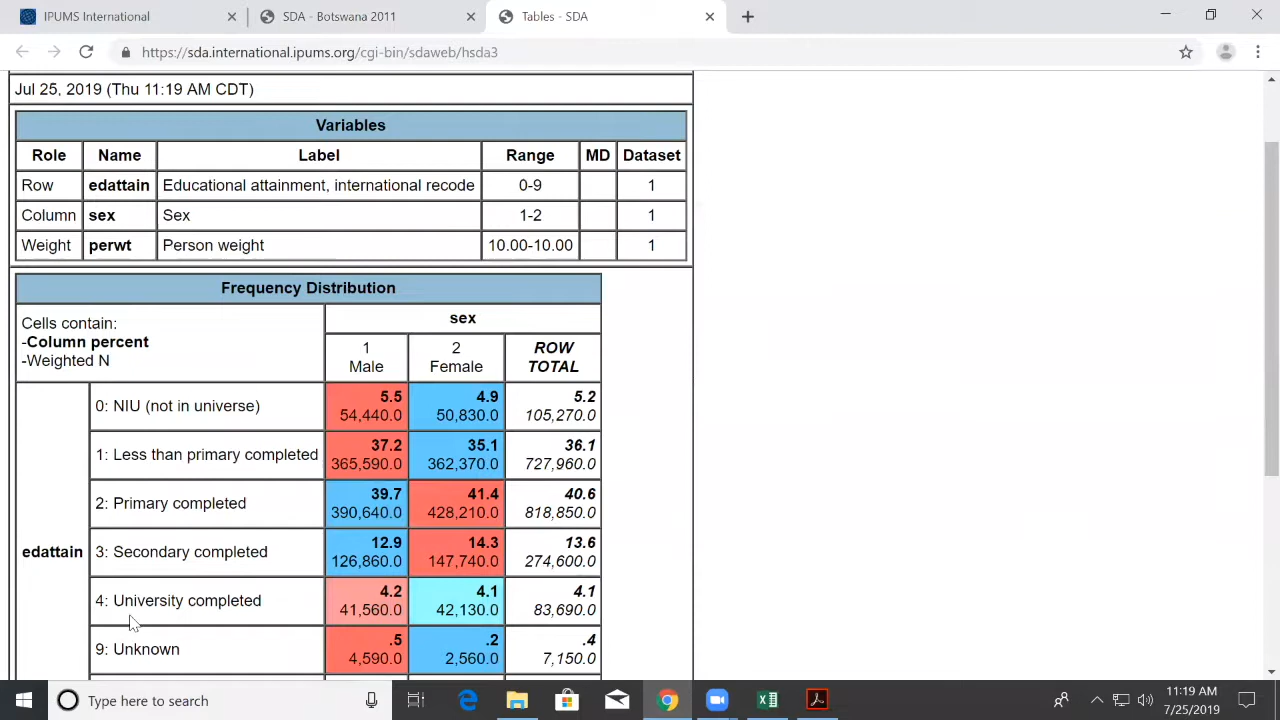 IPUMS International
SDA - Botswana 2011
Tables - SDA
https://sda.international.ipums.org/cgi-bin/sdaweb/hsda3
Jul 25, 2019 (Thu 11:19 AM CDT)
Variables
Role Name Label Range MD Dataset
Row edattain Educational attainment, international recode 0-9 1
Column sex Sex 1-2 1
Weight perwt Person weight 10.00-10.00 1
Frequency Distribution
Cells contain:
-Column percent
-Weighted N
sex
1 2 ROW
Male Female TOTAL
edattain
0: NIU (not in universe) 5.5 4.9 5.2
54,440.0 50,830.0 105,270.0
1: Less than primary completed 37.2 35.1 36.1
365,590.0 362,370.0 727,960.0
2: Primary completed 39.7 41.4 40.6
390,640.0 428,210.0 818,850.0
3: Secondary completed 12.9 14.3 13.6
126,860.0 147,740.0 274,600.0
4: University completed 4.2 4.1 4.1
41,560.0 42,130.0 83,690.0
9: Unknown .5 .2 .4
4,590.0 2,560.0 7,150.0
Type here to search
11:19 AM
7/25/2019